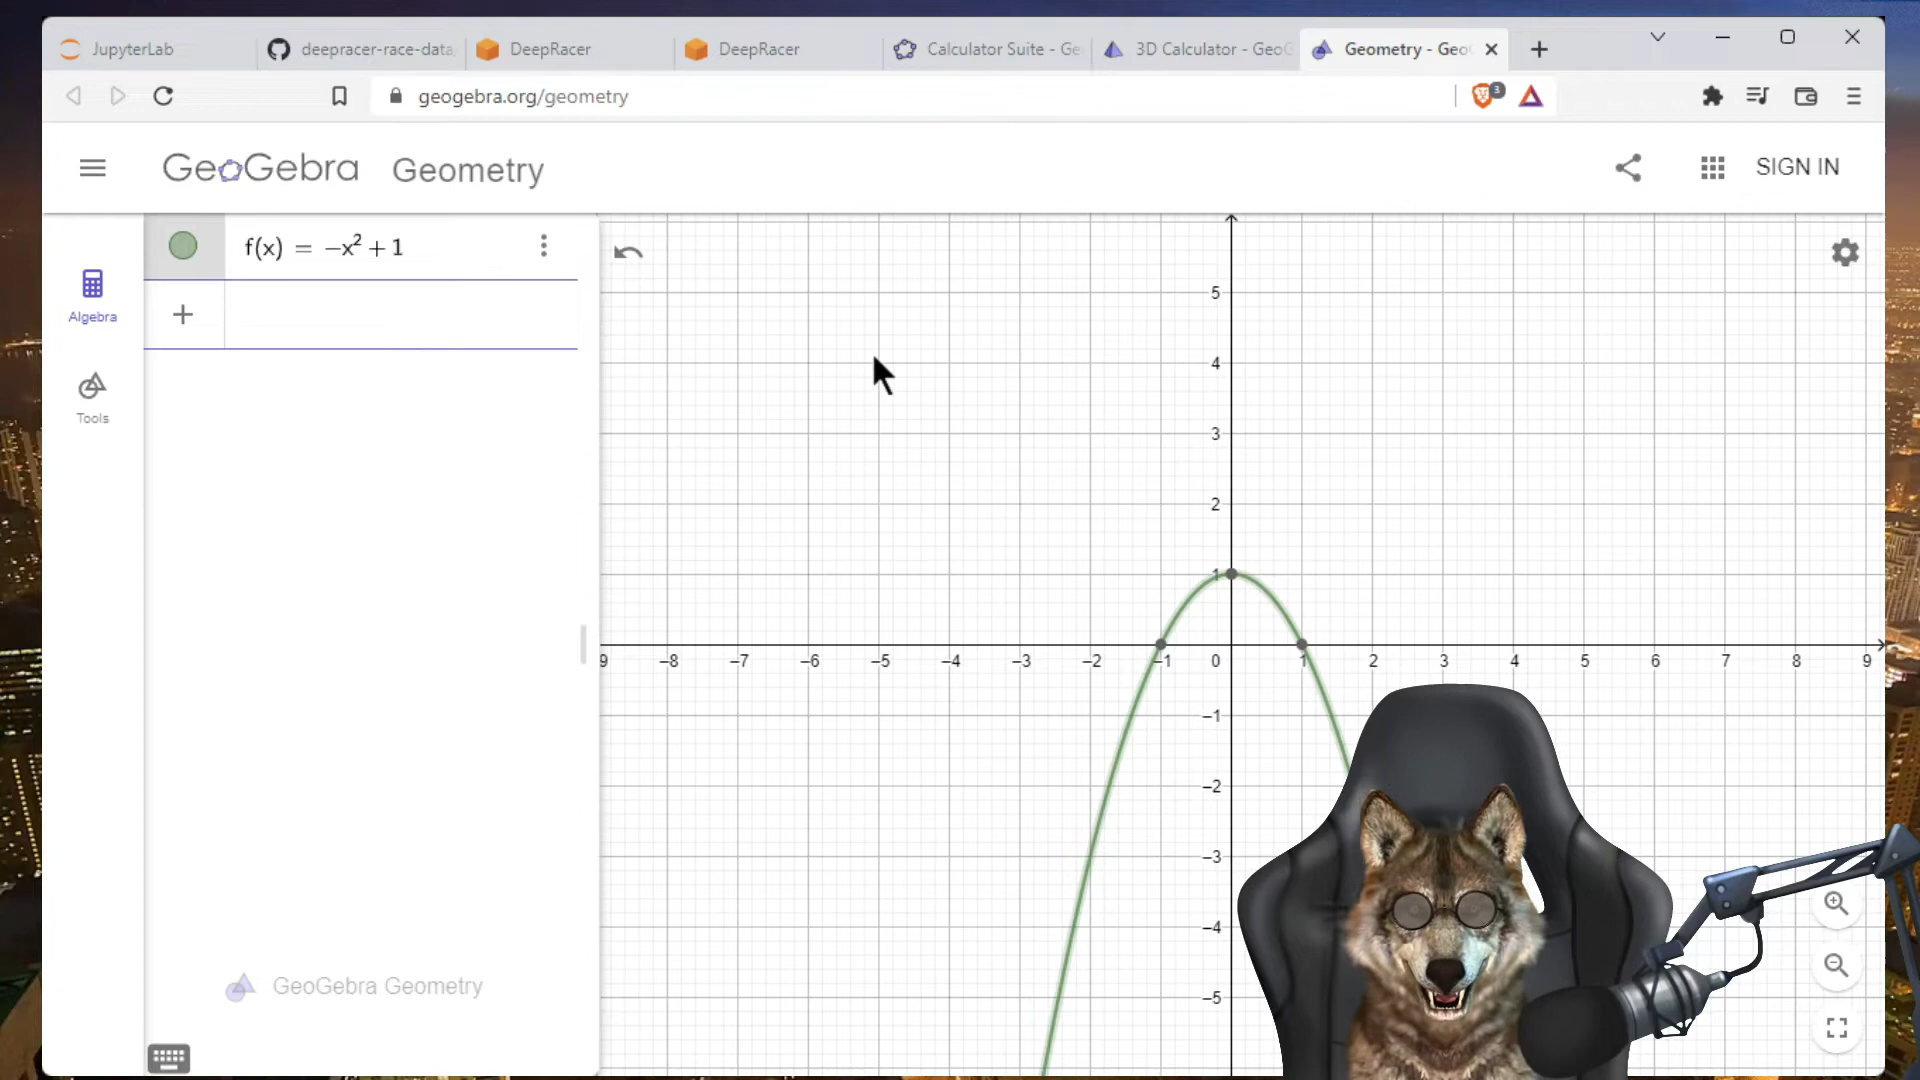 JupyterLab
deepracer-race-data
DeepRacer
DeepRacer
Calculator Suite - Ge
3D Calculator - GeoG
Geometry - Geo
geogebra.org/geometry
3
GeoGebra
Geometry
SIGN IN
Algebra
Tools
f(x) = −x² + 1
5
4
3
2
1
9 −8 −7 −6 −5 −4 −3 −2 −1 0 1 2 3 4 5 6 7 8 9
−1
−2
−3
−4
−5
GeoGebra Geometry